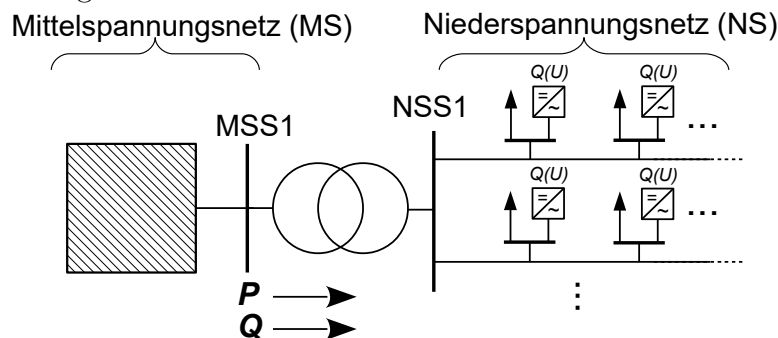 Mittelspannungsnetz (MS)
Niederspannungsnetz (NS)
Q(U)
Q(U)
MSS1
NSS1
=
~
=
~
...
Q(U)
Q(U)
=
~
=
~
...
P
Q
⋮